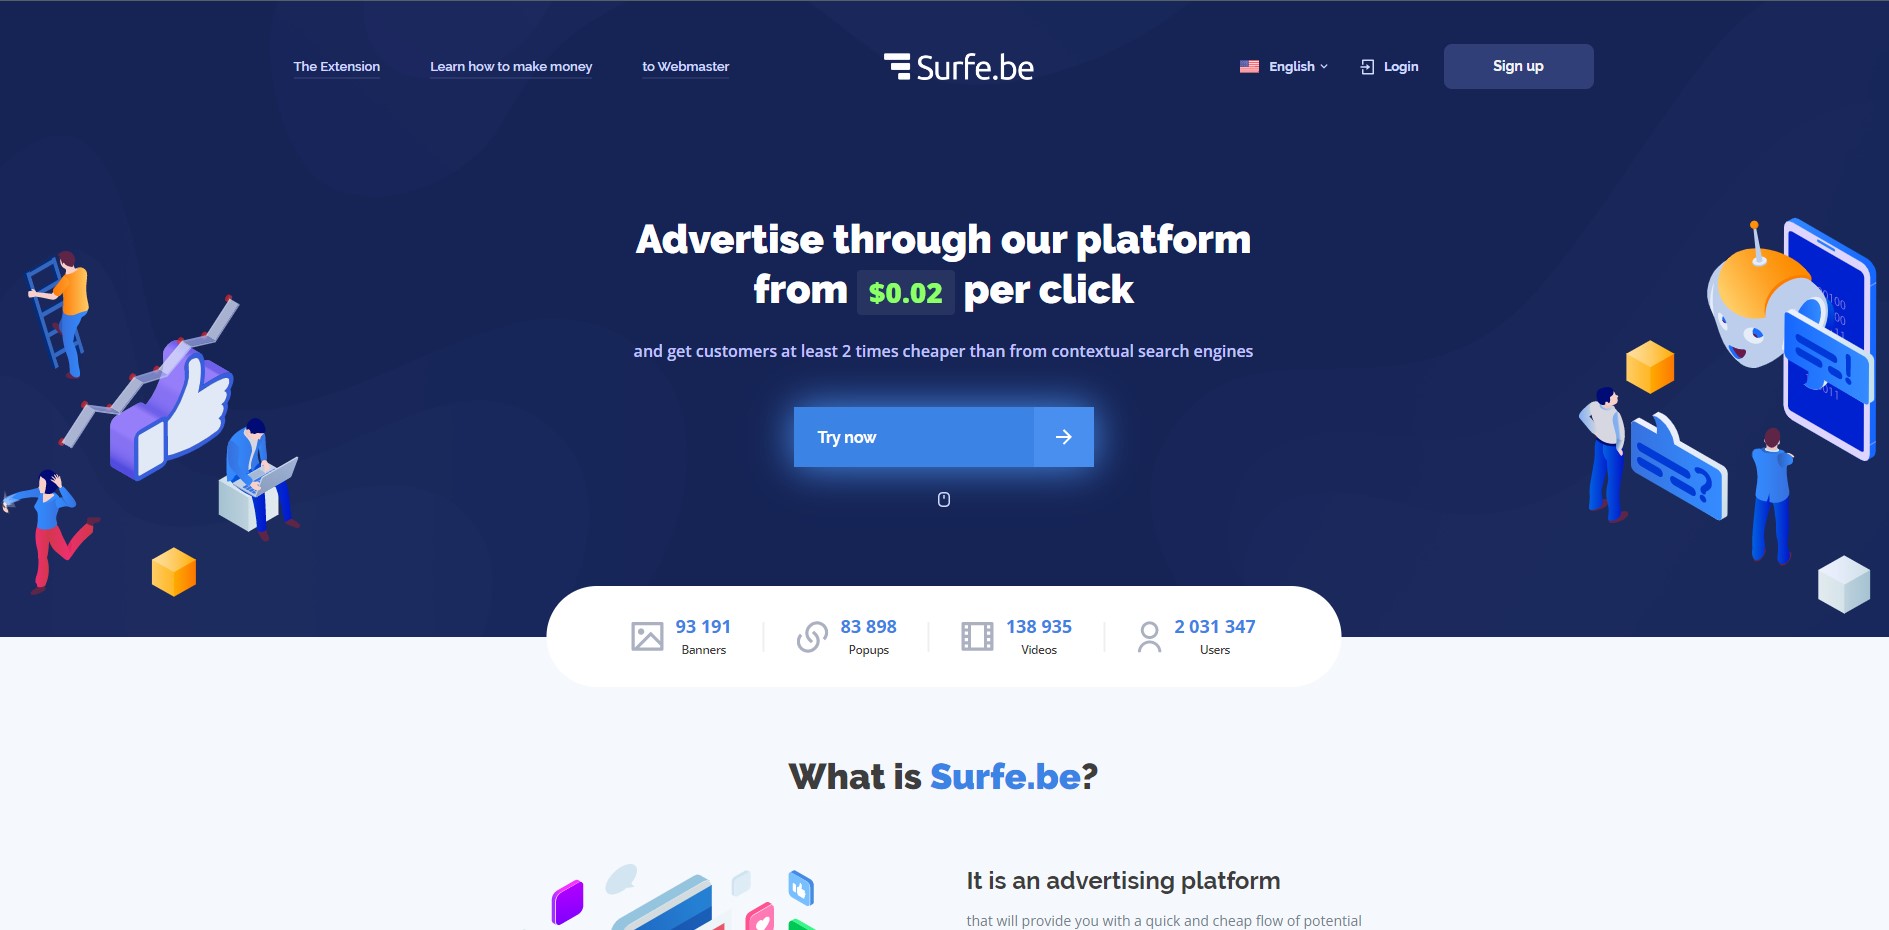 The Extension
Learn how to make money
to Webmaster
Surfe.be
English
Login
Sign up
Advertise through our platform
from $0.02 per click
and get customers at least 2 times cheaper than from contextual search engines
Try now
93 191
Banners
83 898
Popups
138 935
Videos
2 031 347
Users
What is Surfe.be?
It is an advertising platform
that will provide you with a quick and cheap flow of potential